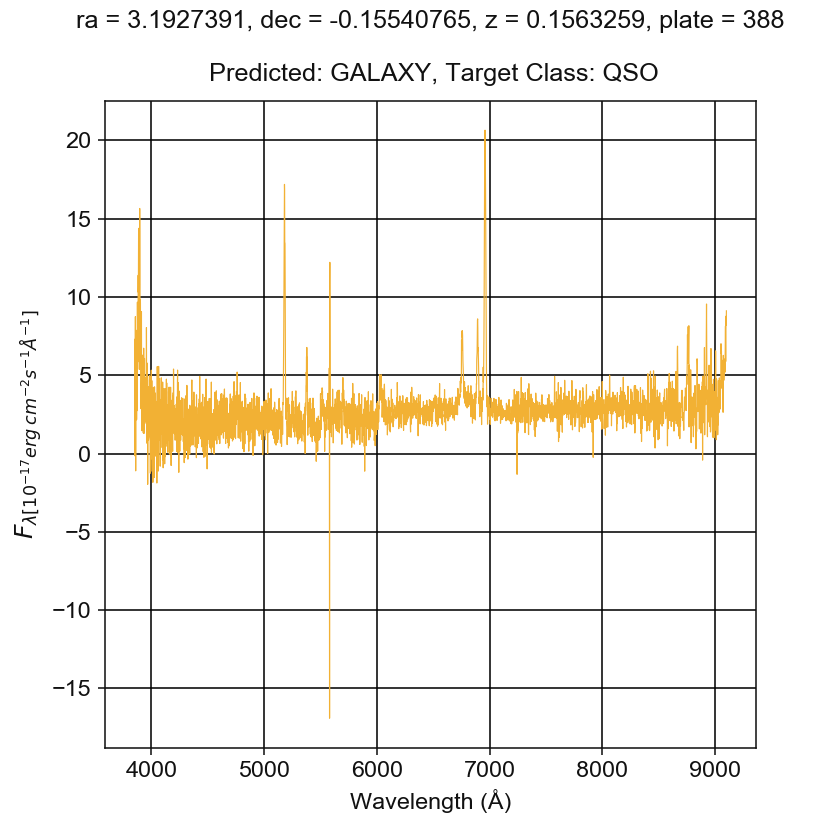 ra = 3.1927391, dec = -0.15540765, z = 0.1563259, plate = 388
Predicted: GALAXY, Target Class: QSO
20
15
10
5
0
−5
−10
−15
F_{λ[10^{−17}erg cm^{−2}s^{−1}Å^{−1}]}
4000 5000 6000 7000 8000 9000
Wavelength (Å)